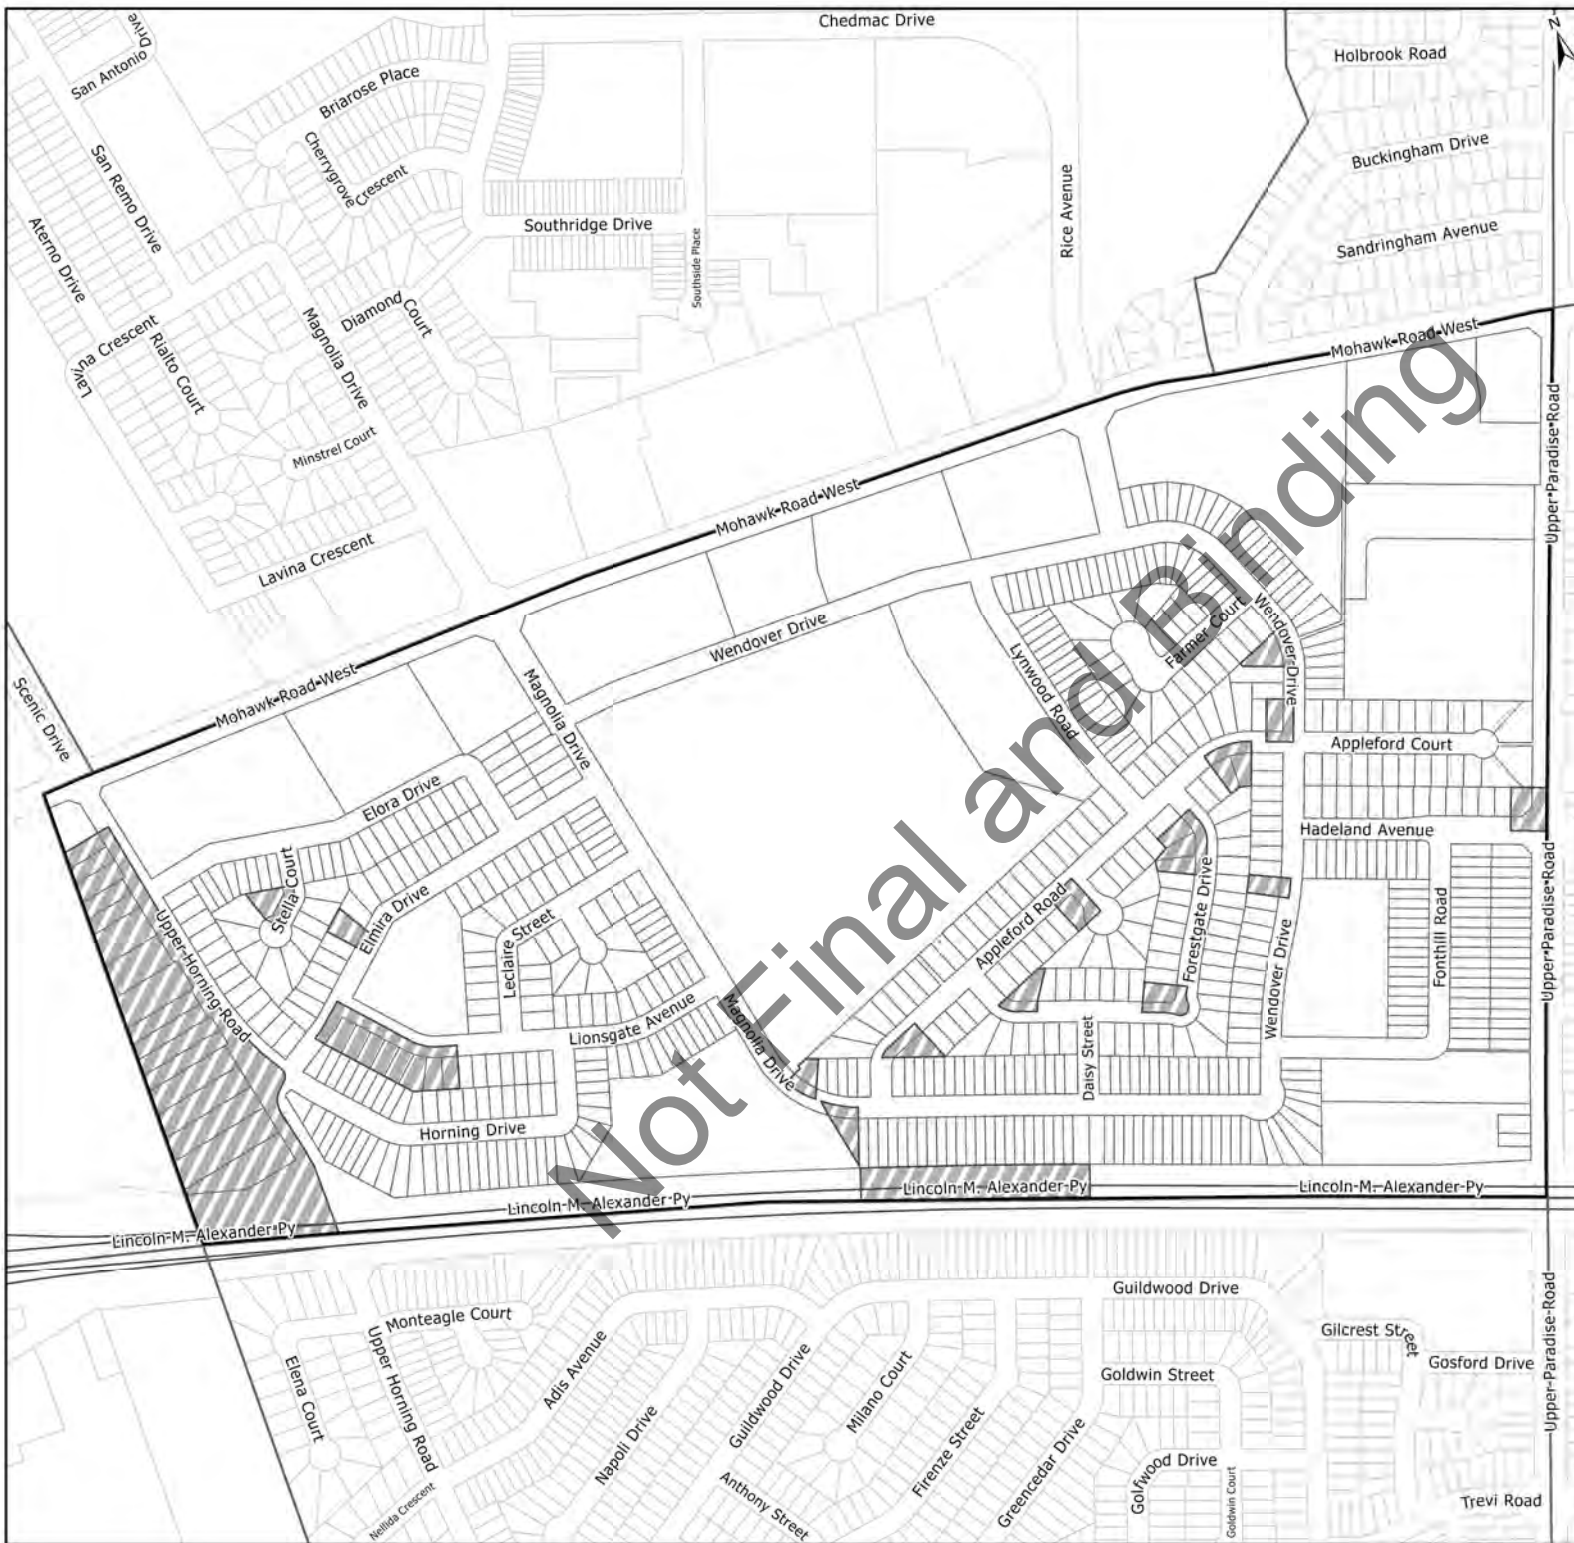 Chedmac Drive
San Antonio Drive
Holbrook Road
Briarose Place
Buckingham Drive
Cherrygrove Crescent
San Remo Drive
Rice Avenue
Southridge Drive
Sandringham Avenue
Aterno Drive
Southside Place
Diamond Court
Magnolia Drive
Lavina Crescent
Rialto Court
Mohawk-Road-West
Upper-Paradise-Road
Minstrel Court
Mohawk-Road-West
Lavina Crescent
Scenic Drive
Mohawk-Road-West
Wendover Drive
Magnolia Drive
Lynwood Road
Farmer Court
Wendover-Drive
Appleford Court
Elora Drive
Hadeland Avenue
Stella Court
Elmira Drive
Upper-Horning-Road
Leclaire Street
Appleford Road
Forestgate Drive
Wendover Drive
Fonthill Road
Upper-Paradise-Road
Lionsgate Avenue
Magnolia Drive
Daisy Street
Horning Drive
Lincoln-M. Alexander-Py
Lincoln-M. Alexander-Py
Lincoln-M. Alexander-Py
Lincoln-M. Alexander-Py
Not Final and Binding
Guildwood Drive
Monteagle Court
Upper Horning Road
Elena Court
Adis Avenue
Napoli Drive
Guildwood Drive
Milano Court
Firenze Street
Greencedar Drive
Goldwin Street
Gilcrest Street
Gosford Drive
Upper-Paradise-Road
Golfwood Drive
Goldwin Court
Anthony Street
Nellida Crescent
Trevi Road
N